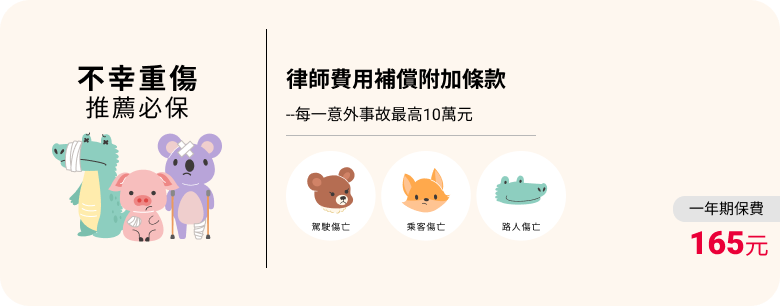 不幸重傷
推薦必保
律師費用補償附加條款
--每一意外事故最高10萬元
駕駛傷亡
乘客傷亡
路人傷亡
一年期保費
165元